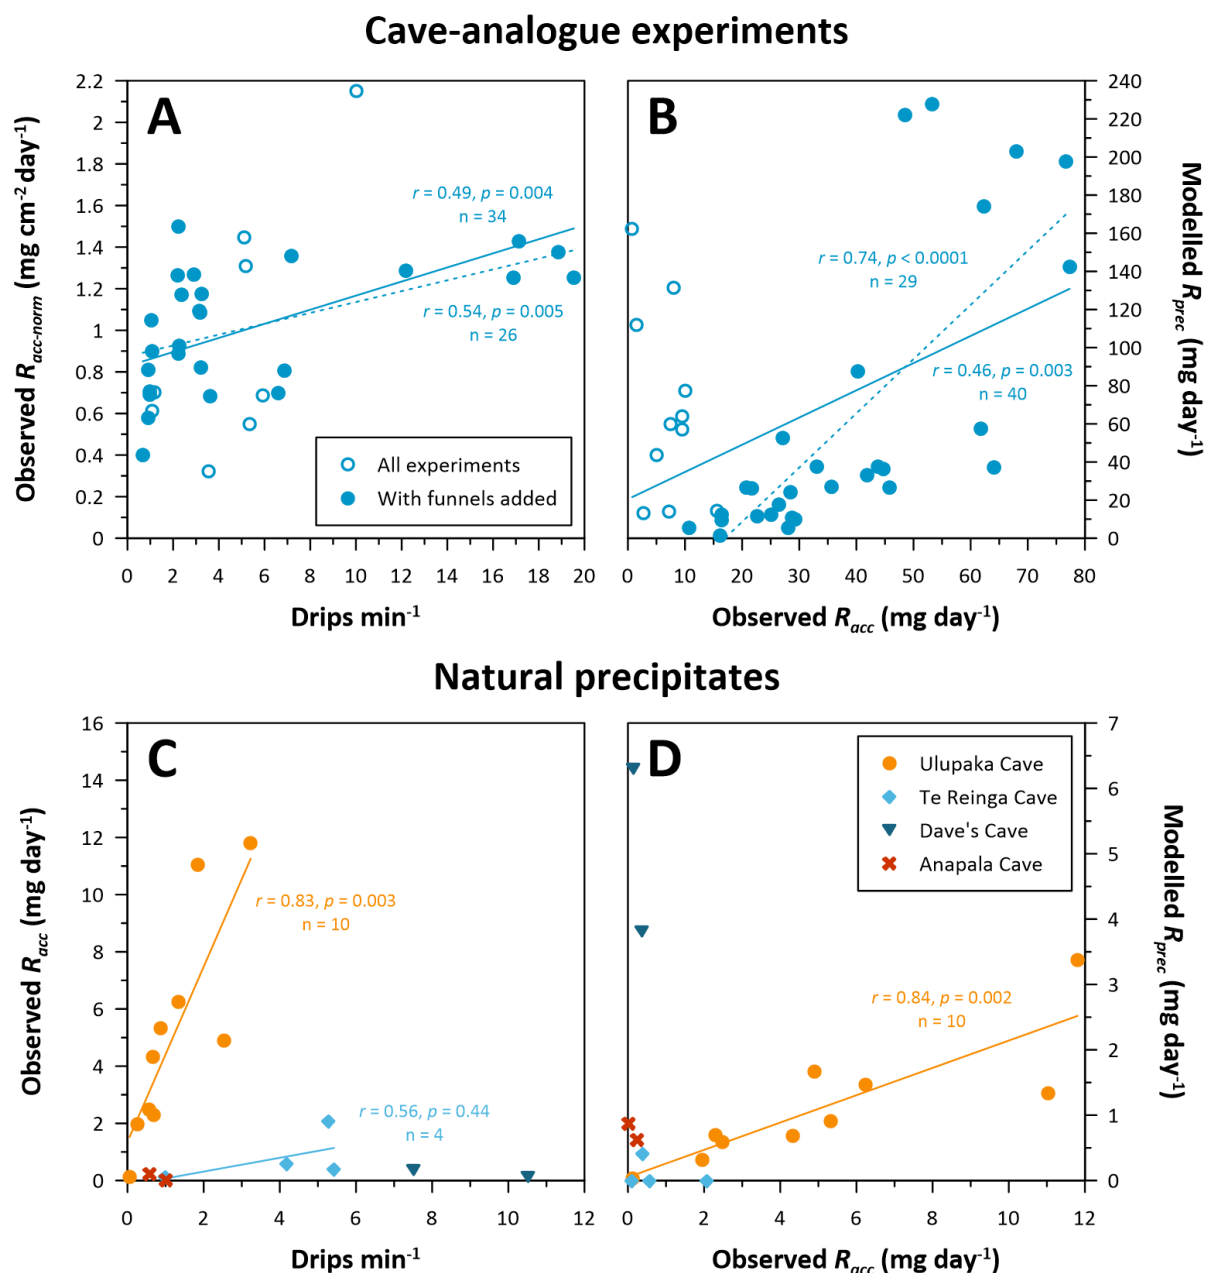 Cave-analogue experiments
A
Observed Racc-norm (mg cm-2 day-1)
2.2
2
1.8
1.6
1.4
1.2
1
0.8
0.6
0.4
0.2
0
r = 0.49, p = 0.004
n = 34
r = 0.54, p = 0.005
n = 26
All experiments
With funnels added
0 2 4 6 8 10 12 14 16 18 20
Drips min-1
B
240
220
200
180
160
140
120
100
80
60
40
20
0
Modelled Rprec (mg day-1)
r = 0.74, p < 0.0001
n = 29
r = 0.46, p = 0.003
n = 40
0 10 20 30 40 50 60 70 80
Observed Racc (mg day-1)
Natural precipitates
C
Observed Racc (mg day-1)
16
14
12
10
8
6
4
2
0
r = 0.83, p = 0.003
n = 10
r = 0.56, p = 0.44
n = 4
0 2 4 6 8 10 12
Drips min-1
D
Ulupaka Cave
Te Reinga Cave
Dave's Cave
Anapala Cave
7
6
5
4
3
2
1
0
Modelled Rprec (mg day-1)
r = 0.84, p = 0.002
n = 10
0 2 4 6 8 10 12
Observed Racc (mg day-1)